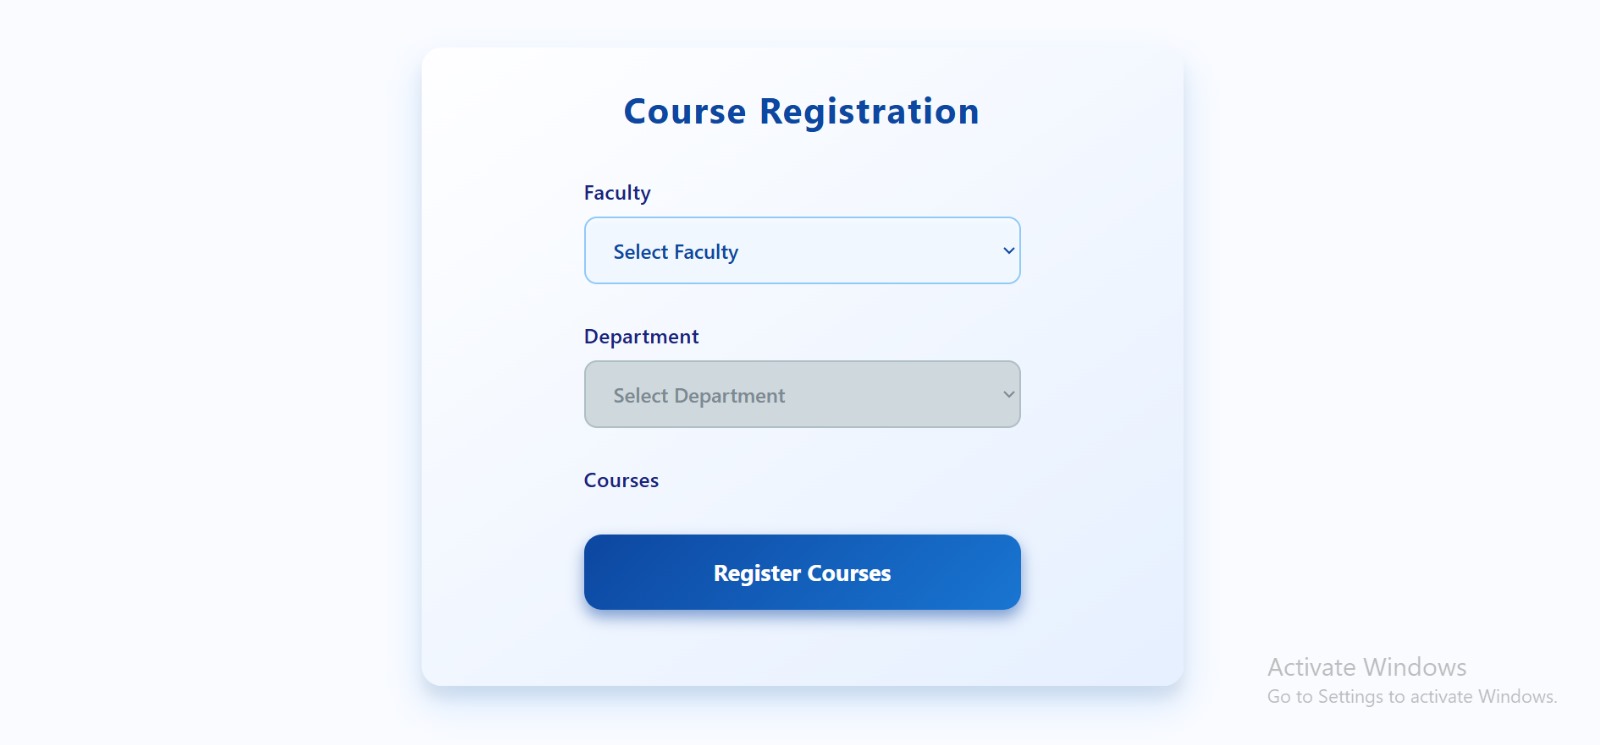 Course Registration
Faculty
Select Faculty
Department
Select Department
Courses
Register Courses
Activate Windows
Go to Settings to activate Windows.